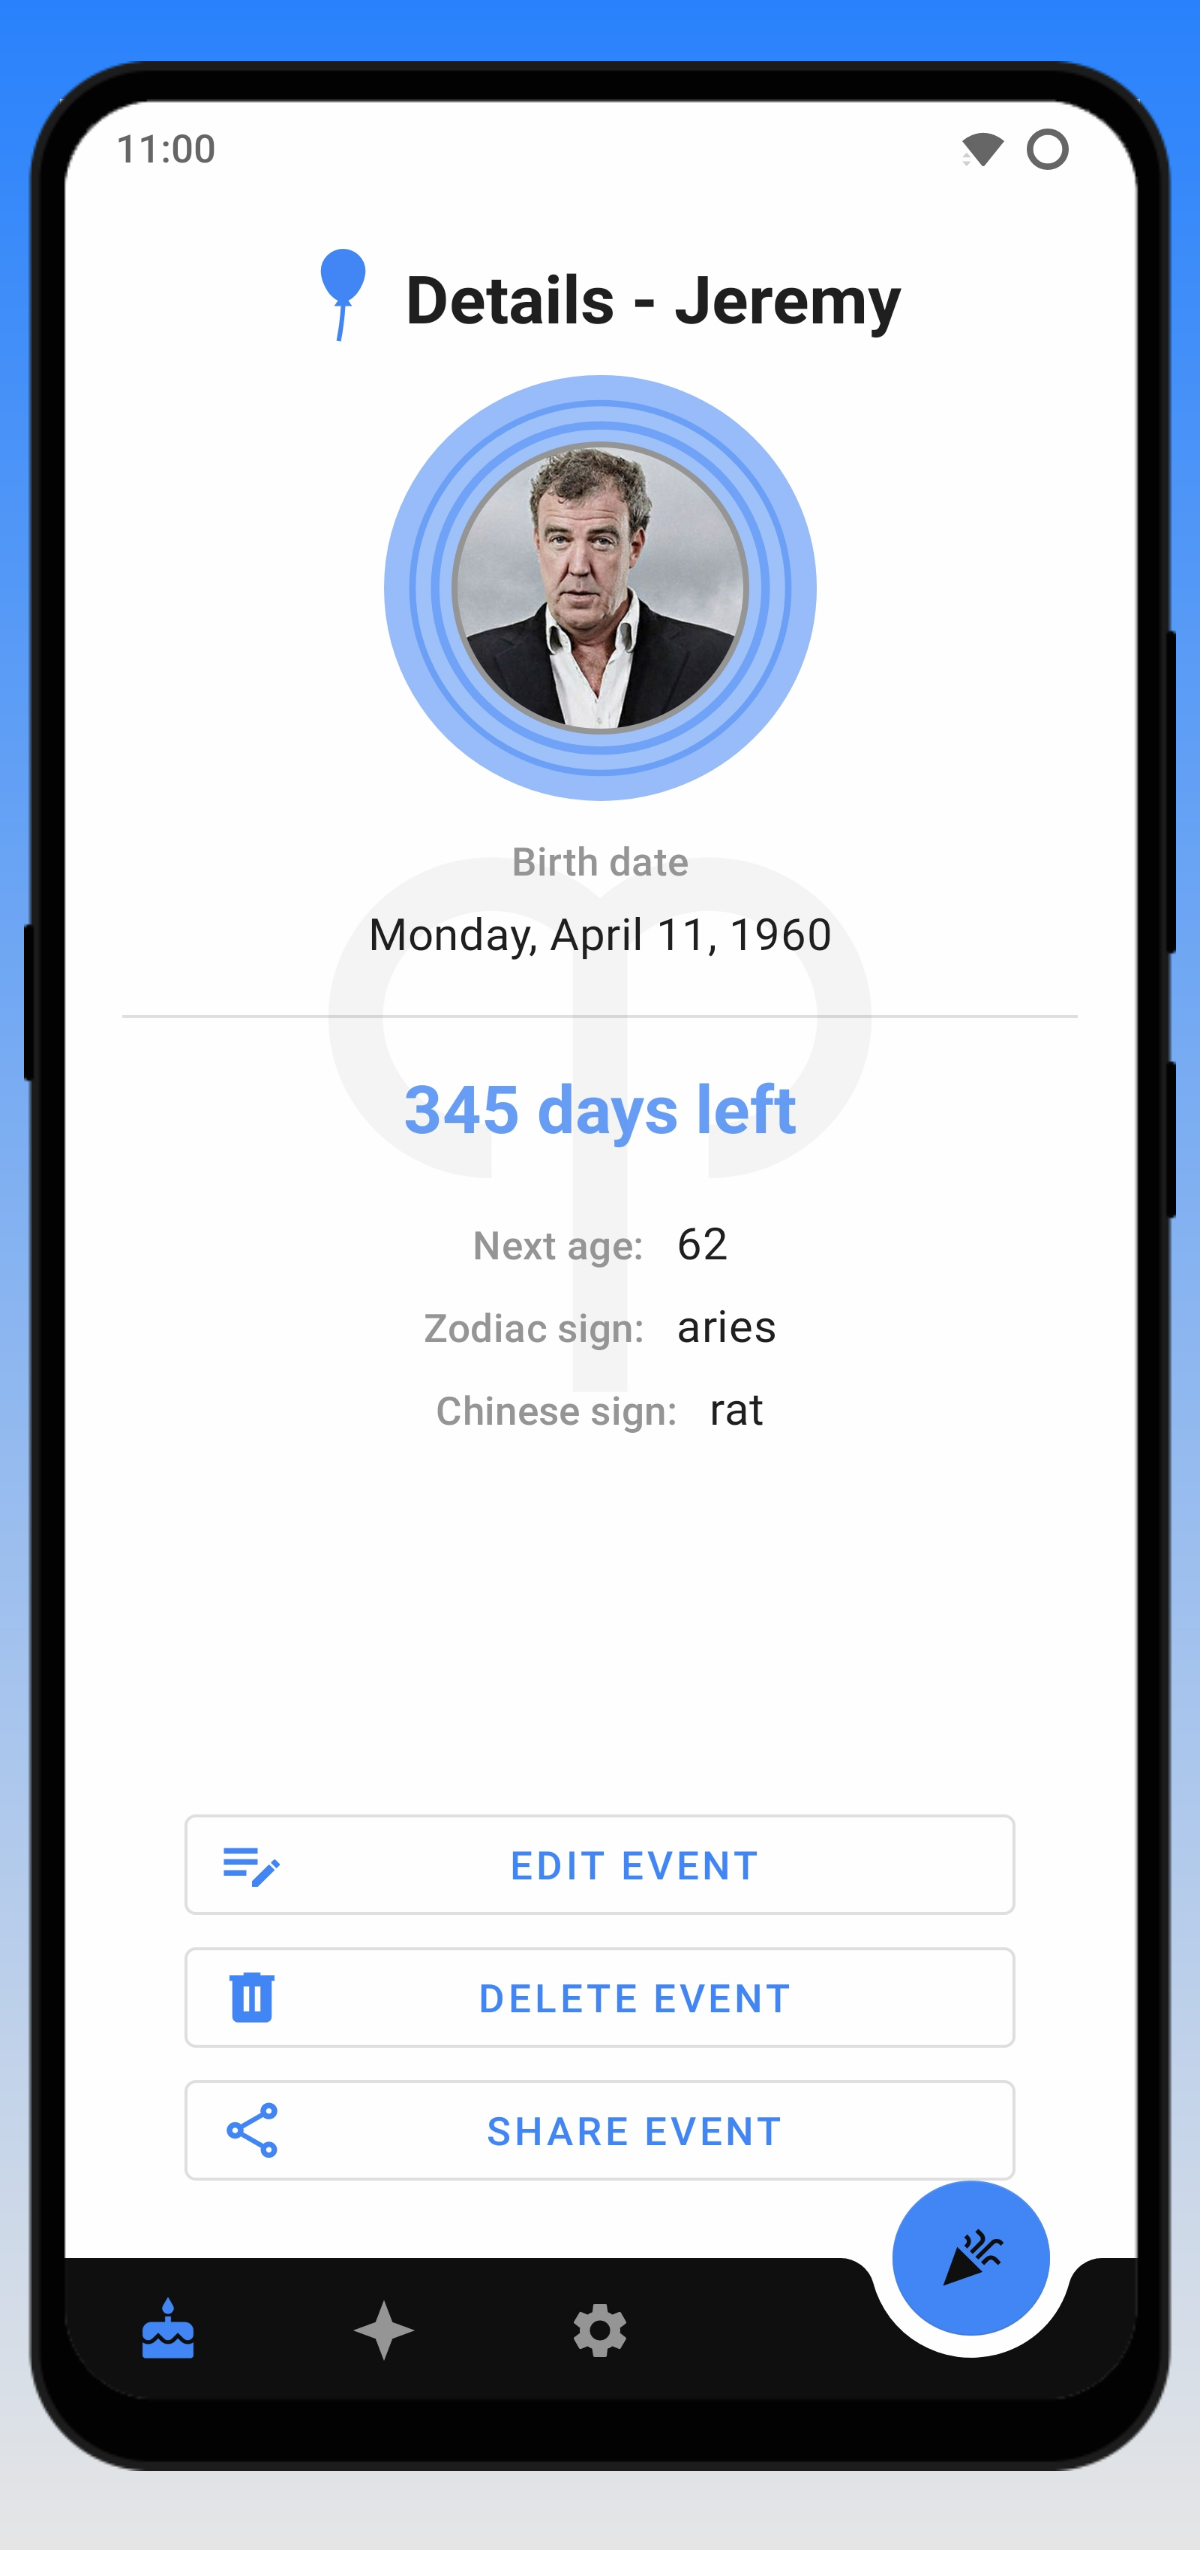 11:00
Details - Jeremy
Birth date
Monday, April 11, 1960
345 days left
Next age: 62
Zodiac sign: aries
Chinese sign: rat
EDIT EVENT
DELETE EVENT
SHARE EVENT